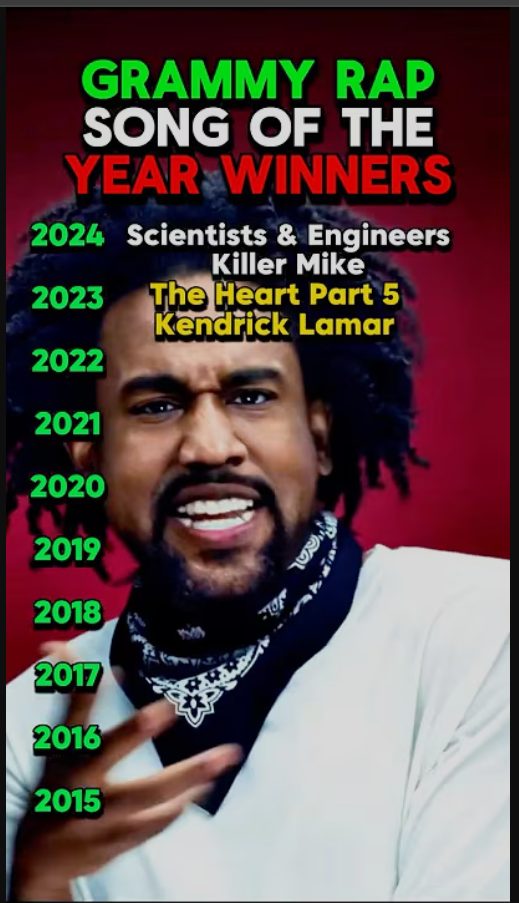 GRAMMY RAP
SONG OF THE
YEAR WINNERS
2024 Scientists & Engineers
Killer Mike
2023 The Heart Part 5
Kendrick Lamar
2022
2021
2020
2019
2018
2017
2016
2015